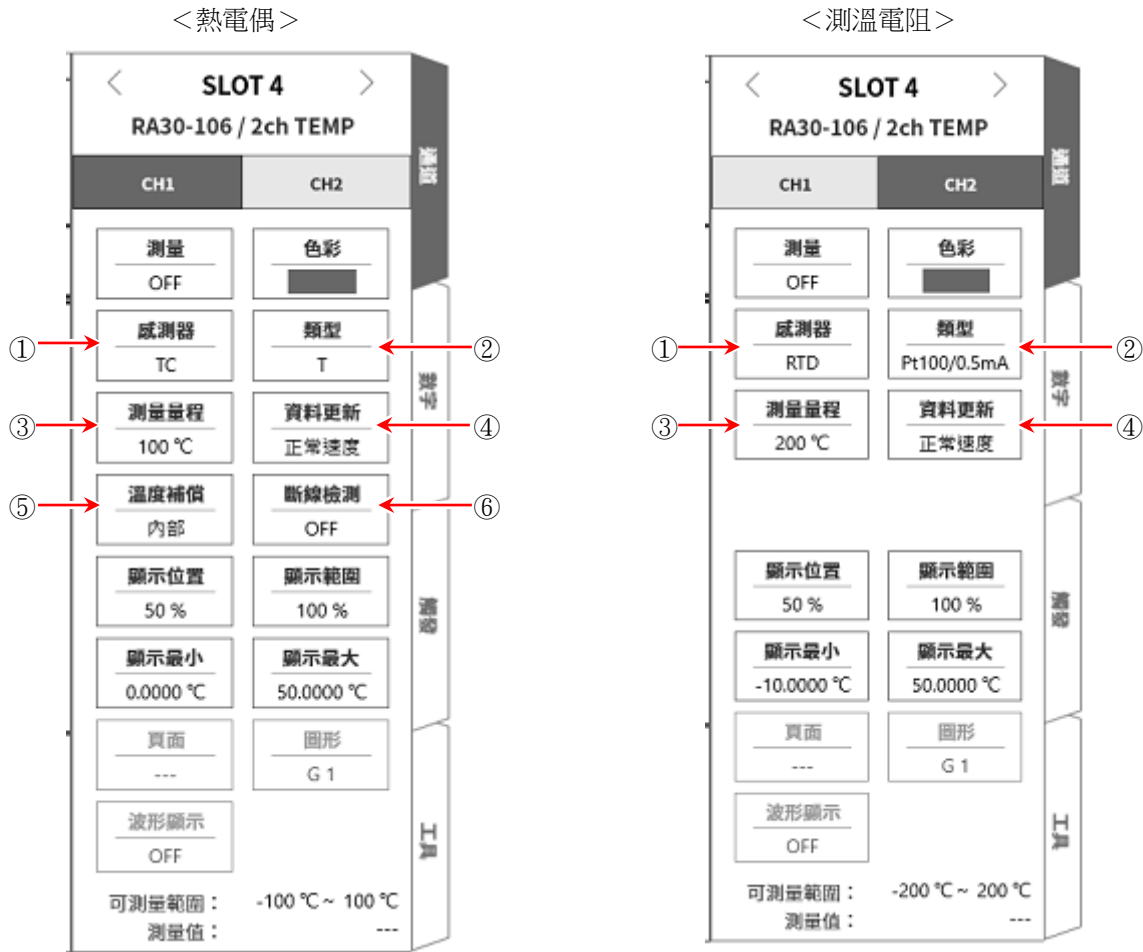 ＜熱電偶＞
SLOT 4
RA30-106 / 2ch TEMP
CH1 CH2
測量 色彩
OFF
① 感測器 類型 ②
TC T
③ 測量量程 資料更新 ④
100 ℃ 正常速度
⑤ 溫度補償 斷線檢測 ⑥
內部 OFF
顯示位置 顯示範圍
50 % 100 %
顯示最小 顯示最大
0.0000 ℃ 50.0000 ℃
頁面 圖形
--- G 1
波形顯示
OFF
可測量範圍： -100 ℃ ~ 100 ℃
測量值： ---
通道
數字
觸發
工具
＜測溫電阻＞
SLOT 4
RA30-106 / 2ch TEMP
CH1 CH2
測量 色彩
OFF
① 感測器 類型 ②
RTD Pt100/0.5mA
③ 測量量程 資料更新 ④
200 ℃ 正常速度
顯示位置 顯示範圍
50 % 100 %
顯示最小 顯示最大
-10.0000 ℃ 50.0000 ℃
頁面 圖形
--- G 1
波形顯示
OFF
可測量範圍： -200 ℃ ~ 200 ℃
測量值： ---
通道
數字
觸發
工具